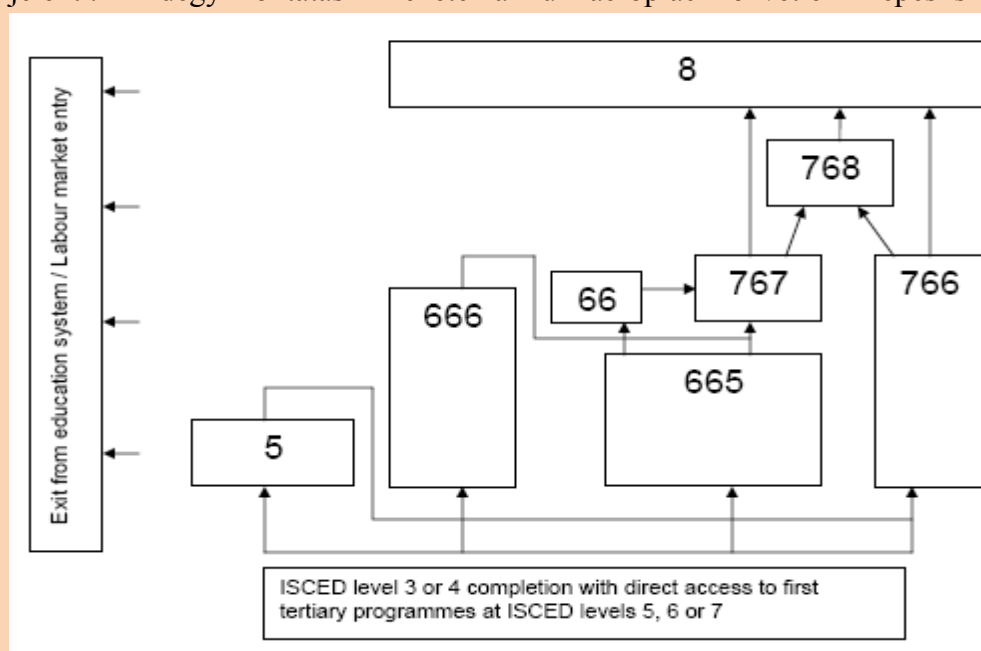 8
768
767
766
666
66
665
5
Exit from education system / Labour market entry
ISCED level 3 or 4 completion with direct access to first
tertiary programmes at ISCED levels 5, 6 or 7